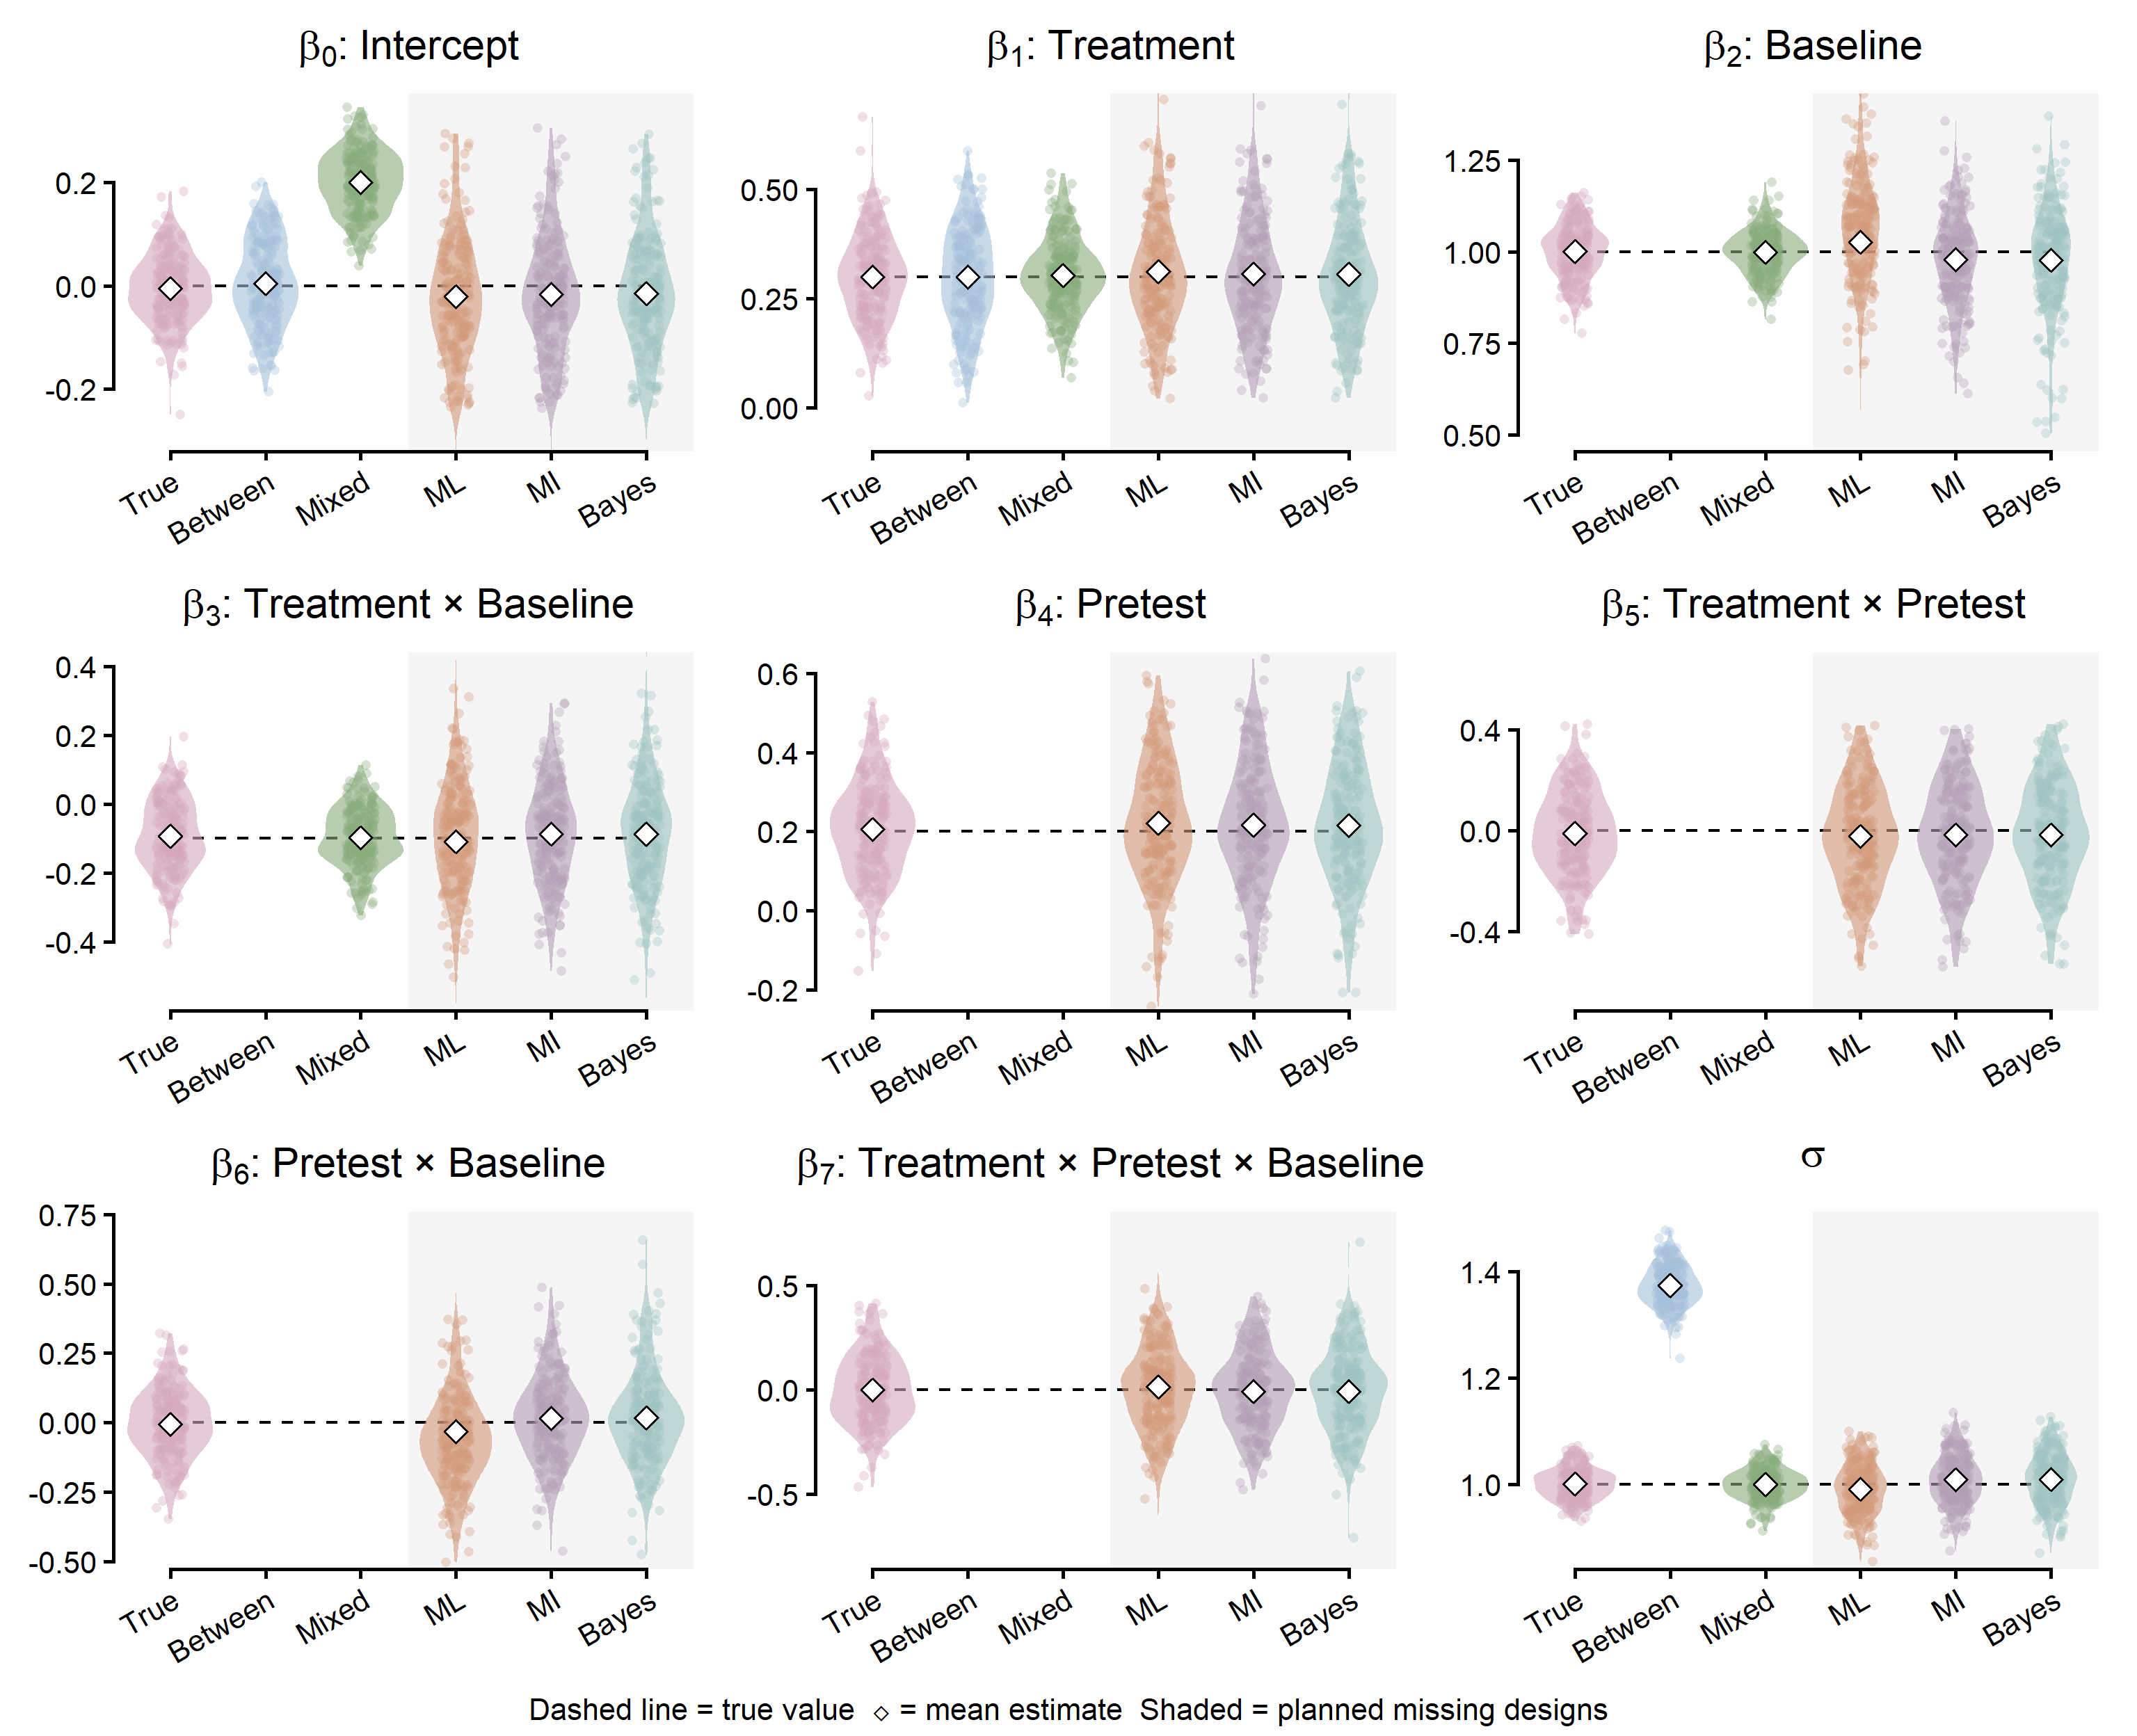 β0: Intercept
β1: Treatment
β2: Baseline
0.2
0.0
-0.2
0.50
0.25
0.00
1.25
1.00
0.75
0.50
True
Between
Mixed
ML
MI
Bayes
True
Between
Mixed
ML
MI
Bayes
True
Between
Mixed
ML
MI
Bayes
β3: Treatment × Baseline
β4: Pretest
β5: Treatment × Pretest
0.4
0.2
0.0
-0.2
-0.4
0.6
0.4
0.2
0.0
-0.2
0.4
0.0
-0.4
True
Between
Mixed
ML
MI
Bayes
True
Between
Mixed
ML
MI
Bayes
True
Between
Mixed
ML
MI
Bayes
β6: Pretest × Baseline
β7: Treatment × Pretest × Baseline
σ
0.75
0.50
0.25
0.00
-0.25
-0.50
0.5
0.0
-0.5
1.4
1.2
1.0
True
Between
Mixed
ML
MI
Bayes
True
Between
Mixed
ML
MI
Bayes
True
Between
Mixed
ML
MI
Bayes
Dashed line = true value ◇ = mean estimate Shaded = planned missing designs